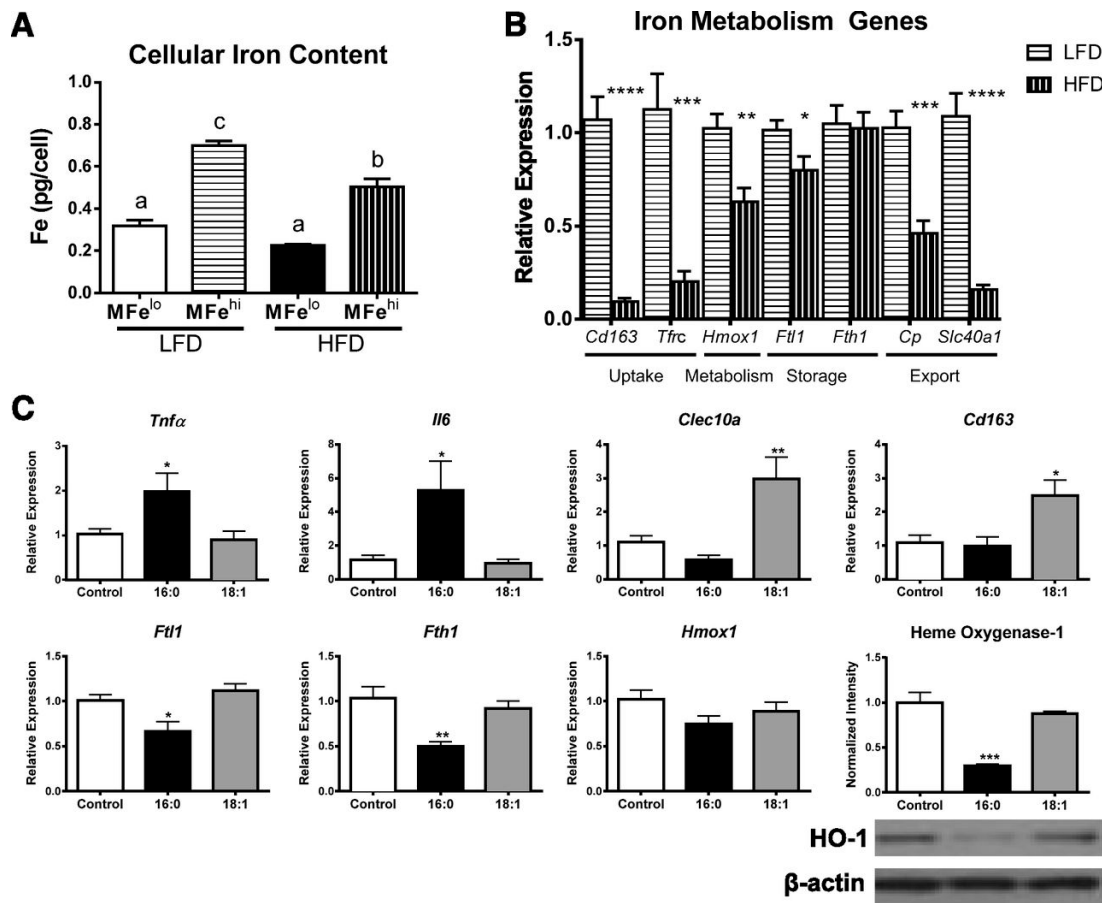 A
Cellular Iron Content
Fe (pg/cell)
1.0
0.8
0.6
0.4
0.2
0.0
a
c
a
b
MFe^lo MFe^hi MFe^lo MFe^hi
LFD HFD
B
Iron Metabolism Genes
LFD
HFD
Relative Expression
1.5
1.0
0.5
0.0
**** *** ** * *** ****
Cd163 Tfrc Hmox1 Ftl1 Fth1 Cp Slc40a1
Uptake Metabolism Storage Export
C
Tnfα
Relative Expression
3
2
1
0
*
Control 16:0 18:1
Il6
Relative Expression
8
6
4
2
0
*
Control 16:0 18:1
Clec10a
Relative Expression
4
3
2
1
0
**
Control 16:0 18:1
Cd163
Relative Expression
4
3
2
1
0
*
Control 16:0 18:1
Ftl1
Relative Expression
1.5
1.0
0.5
0.0
*
Control 16:0 18:1
Fth1
Relative Expression
1.5
1.0
0.5
0.0
**
Control 16:0 18:1
Hmox1
Relative Expression
1.5
1.0
0.5
0.0
Control 16:0 18:1
Heme Oxygenase-1
Normalized Intensity
1.5
1.0
0.5
0.0
***
Control 16:0 18:1
HO-1
β-actin